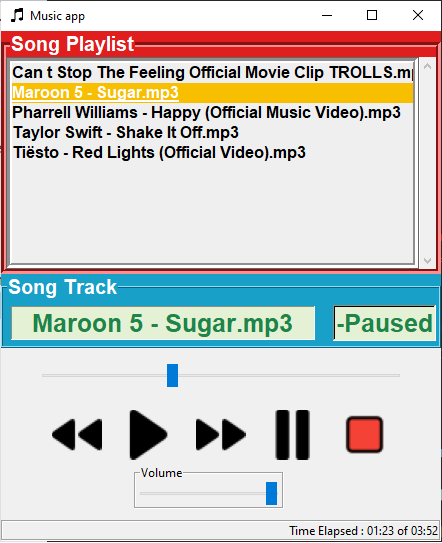 Music app
Song Playlist
Can t Stop The Feeling Official Movie Clip TROLLS.mp
Maroon 5 - Sugar.mp3
Pharrell Williams - Happy (Official Music Video).mp3
Taylor Swift - Shake It Off.mp3
Tiësto - Red Lights (Official Video).mp3
Song Track
Maroon 5 - Sugar.mp3 -Paused
Volume
Time Elapsed : 01:23 of 03:52